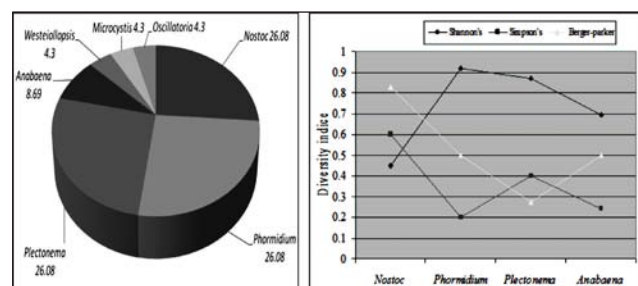 Microcystis 4.3
Oscillatoria 4.3
Westeiallopsis
4.3
Nostoc 26.08
Anabaena
8.69
Plectonema
26.08
Phormidium
26.08
Shannon's
Simpson's
Berger-parker
Diversity indice
1
0.9
0.8
0.7
0.6
0.5
0.4
0.3
0.2
0.1
0
Nostoc
Phormidium
Plectonema
Anabaena